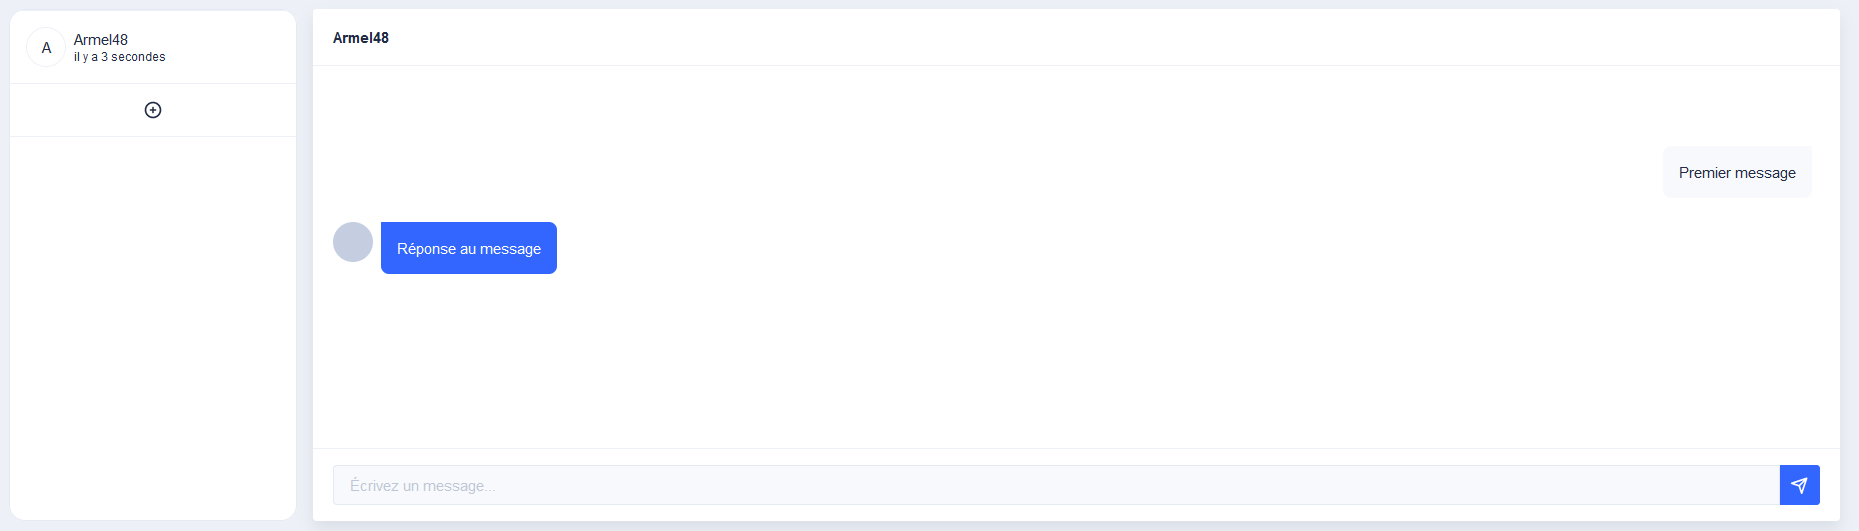 A
Armel48
il y a 3 secondes
Armel48
Premier message
Réponse au message
Écrivez un message...